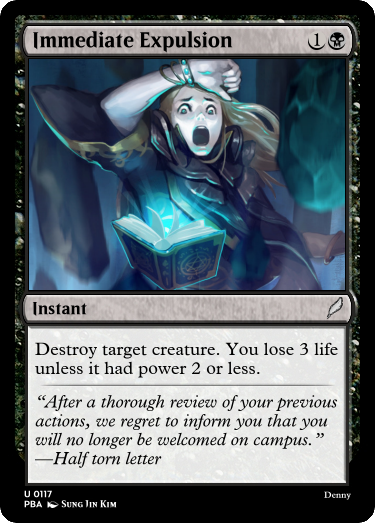 Immediate Expulsion 1
Instant
Destroy target creature. You lose 3 life
unless it had power 2 or less.
“After a thorough review of your previous
actions, we regret to inform you that you
will no longer be welcomed on campus.”
—Half torn letter
U 0117 Denny
PBA Sung Jin Kim